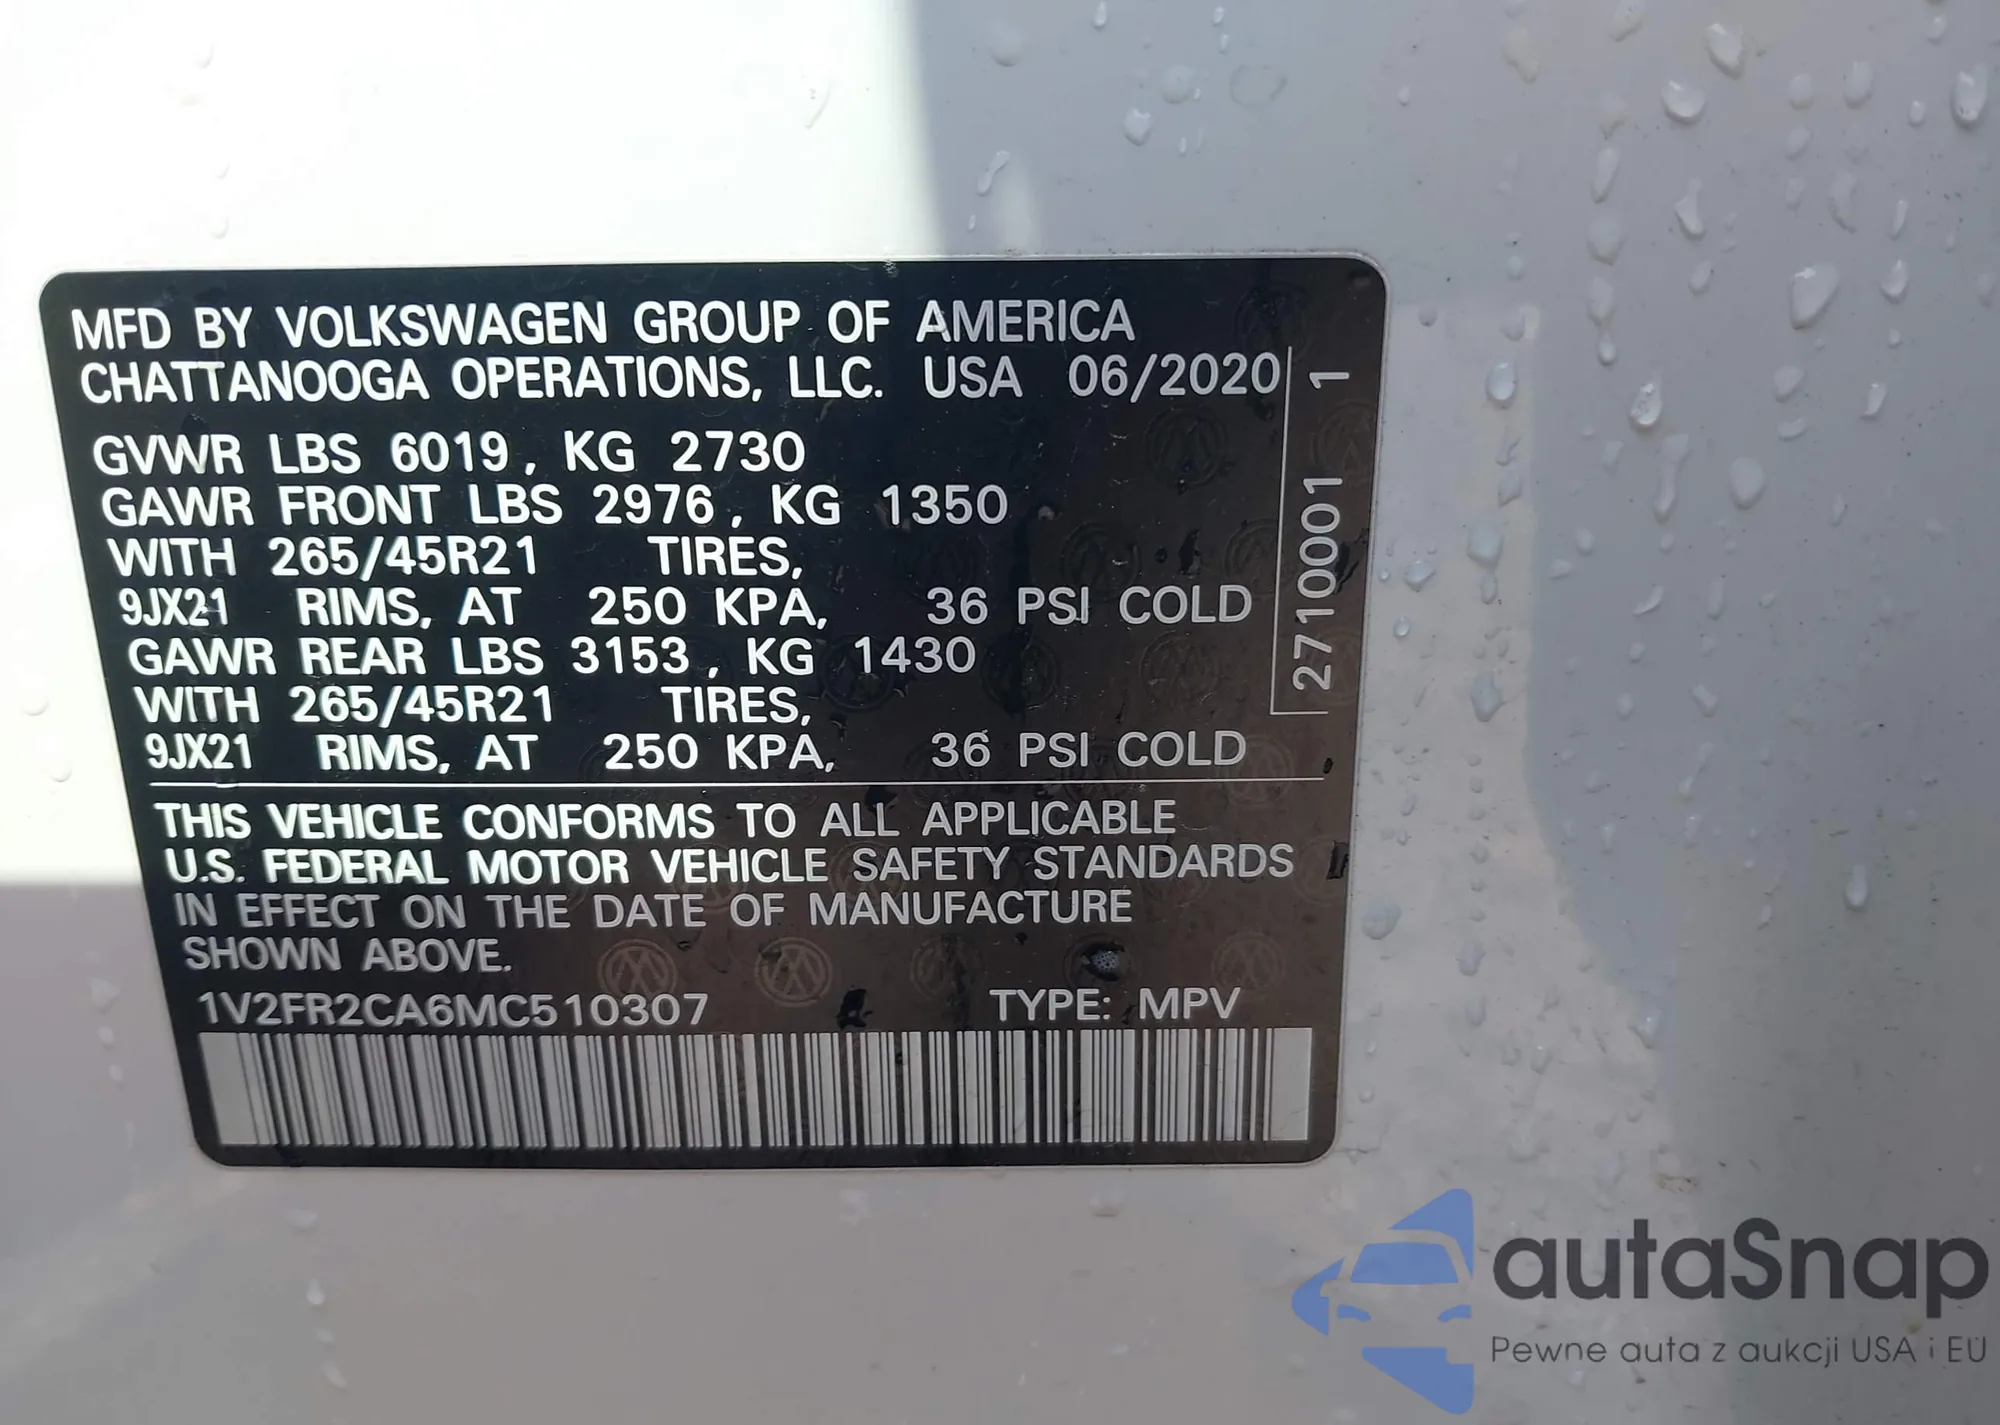 MFD BY VOLKSWAGEN GROUP OF AMERICA
CHATTANOOGA OPERATIONS, LLC. USA 06/2020
GVWR LBS 6019, KG 2730
GAWR FRONT LBS 2976, KG 1350
WITH 265/45R21 TIRES,
9JX21 RIMS, AT 250 KPA, 36 PSI COLD
GAWR REAR LBS 3153, KG 1430
WITH 265/45R21 TIRES,
9JX21 RIMS, AT 250 KPA, 36 PSI COLD
2710001 1
THIS VEHICLE CONFORMS TO ALL APPLICABLE
U.S. FEDERAL MOTOR VEHICLE SAFETY STANDARDS
IN EFFECT ON THE DATE OF MANUFACTURE
SHOWN ABOVE.
1V2FR2CA6MC510307 TYPE: MPV
autaSnap
Pewne auta z aukcji USA i EU